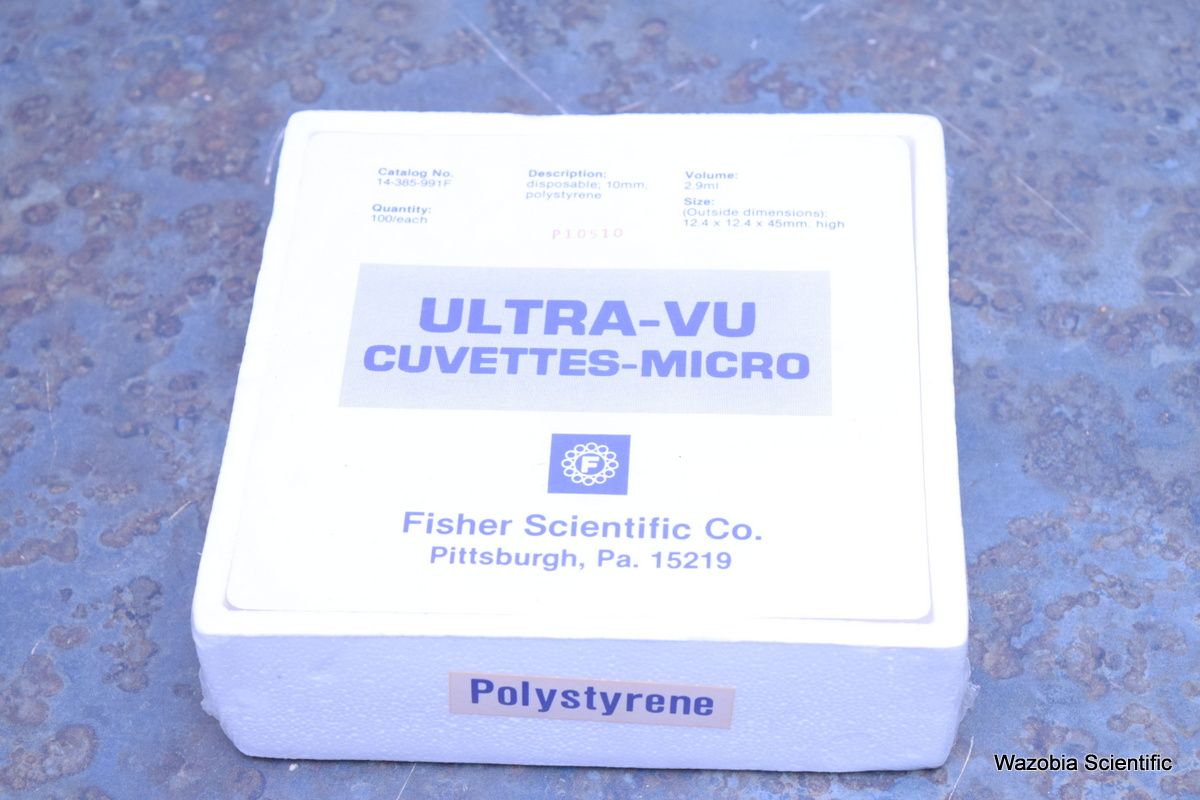 Catalog No.
14-385-991F
Quantity:
100/each
Description:
disposable; 10mm,
polystyrene
Volume:
2.9ml
Size:
(Outside dimensions):
12.4 x 12.4 x 45mm. high
P10510
ULTRA-VU
CUVETTES-MICRO
F
Fisher Scientific Co.
Pittsburgh, Pa. 15219
Polystyrene
Wazobia Scientific